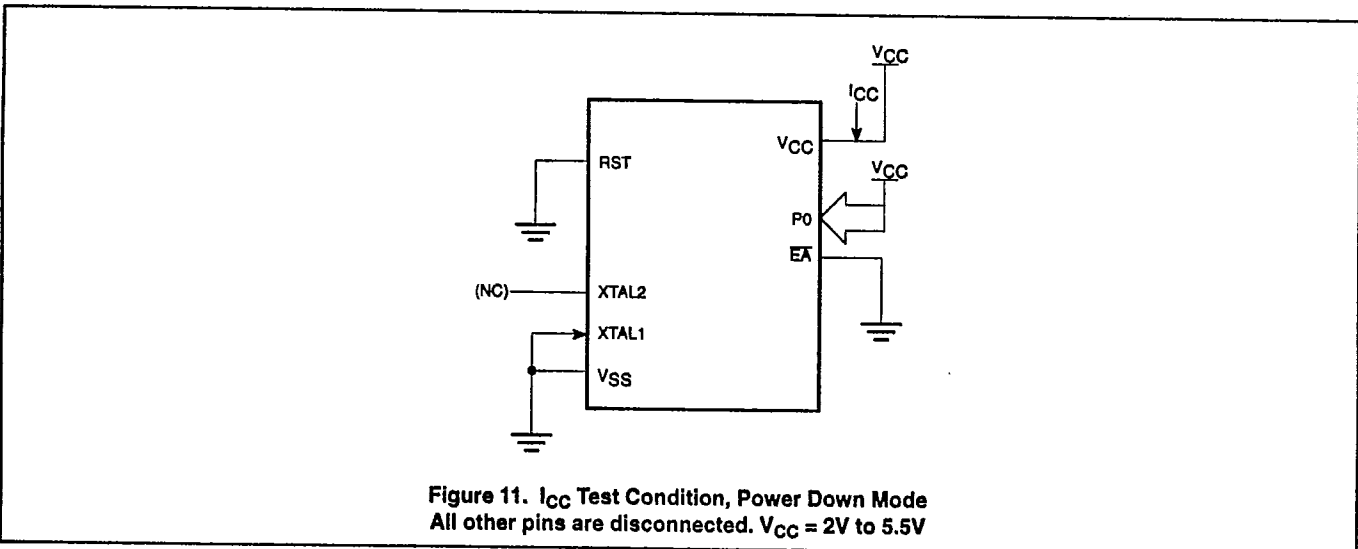 VCC
ICC
VCC
RST
VCC
P0
EA
(NC)
XTAL2
XTAL1
VSS
Figure 11. ICC Test Condition, Power Down Mode
All other pins are disconnected. VCC = 2V to 5.5V